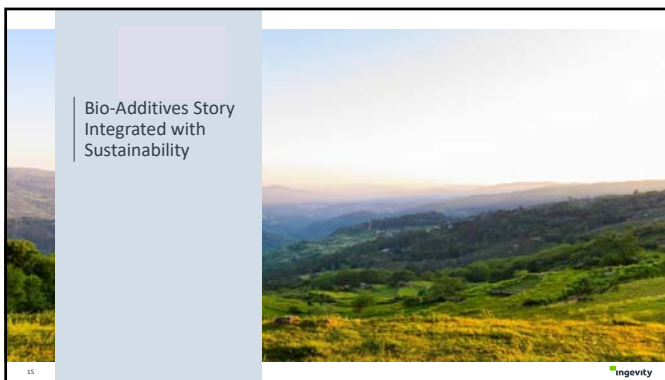 Bio-Additives Story
Integrated with
Sustainability
15
ingevity